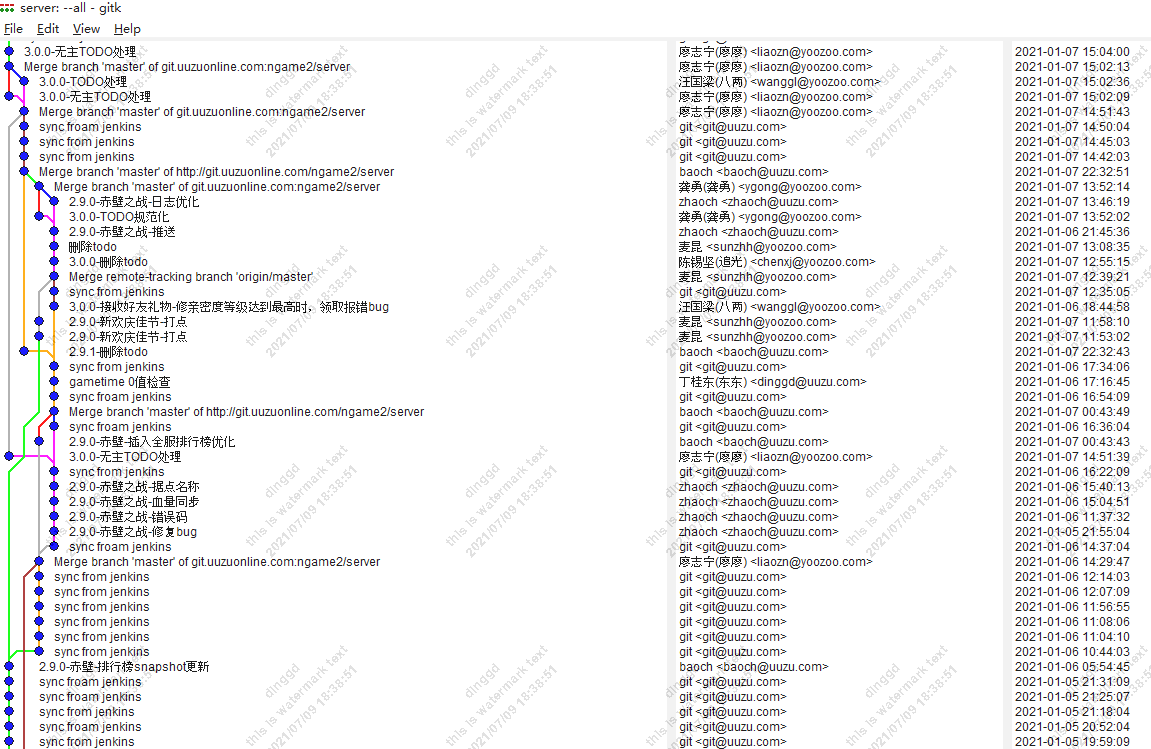 server: --all - gitk
File Edit View Help
3.0.0-无主TODO处理 廖志宁(廖廖) <liaozn@yoozoo.com> 2021-01-07 15:04:00
Merge branch 'master' of git.uuzuonline.com:ngame2/server 廖志宁(廖廖) <liaozn@yoozoo.com> 2021-01-07 15:02:13
3.0.0-TODO处理 汪国梁(八两) <wanggl@yoozoo.com> 2021-01-07 15:02:36
3.0.0-无主TODO处理 廖志宁(廖廖) <liaozn@yoozoo.com> 2021-01-07 15:02:09
Merge branch 'master' of git.uuzuonline.com:ngame2/server 廖志宁(廖廖) <liaozn@yoozoo.com> 2021-01-07 14:51:43
sync froam jenkins git <git@uuzu.com> 2021-01-07 14:50:04
sync from jenkins git <git@uuzu.com> 2021-01-07 14:45:03
sync from jenkins git <git@uuzu.com> 2021-01-07 14:42:03
Merge branch 'master' of http://git.uuzuonline.com/ngame2/server baoch <baoch@uuzu.com> 2021-01-07 22:32:51
Merge branch 'master' of git.uuzuonline.com:ngame2/server 龚勇(龚勇) <ygong@yoozoo.com> 2021-01-07 13:52:14
2.9.0-赤壁之战-日志优化 zhaoch <zhaoch@uuzu.com> 2021-01-07 13:46:19
3.0.0-TODO规范化 龚勇(龚勇) <ygong@yoozoo.com> 2021-01-07 13:52:02
2.9.0-赤壁之战-推送 zhaoch <zhaoch@uuzu.com> 2021-01-06 21:45:36
删除todo 麦昆 <sunzhh@yoozoo.com> 2021-01-07 13:08:35
3.0.0-删除todo 陈锡坚(追光) <chenxj@yoozoo.com> 2021-01-07 12:55:15
Merge remote-tracking branch 'origin/master' 麦昆 <sunzhh@yoozoo.com> 2021-01-07 12:39:21
sync from jenkins git <git@uuzu.com> 2021-01-07 12:35:05
3.0.0-接收好友礼物-修亲密度等级达到最高时，领取报错bug 汪国梁(八两) <wanggl@yoozoo.com> 2021-01-06 18:44:58
2.9.0-新欢庆佳节-打点 麦昆 <sunzhh@yoozoo.com> 2021-01-07 11:58:10
2.9.0-新欢庆佳节-打点 麦昆 <sunzhh@yoozoo.com> 2021-01-07 11:53:02
2.9.1-删除todo baoch <baoch@uuzu.com> 2021-01-07 22:32:43
sync from jenkins git <git@uuzu.com> 2021-01-06 17:34:06
gametime 0值检查 丁桂东(东东) <dinggd@uuzu.com> 2021-01-06 17:16:45
sync froam jenkins git <git@uuzu.com> 2021-01-06 16:54:09
Merge branch 'master' of http://git.uuzuonline.com/ngame2/server baoch <baoch@uuzu.com> 2021-01-07 00:43:49
sync from jenkins git <git@uuzu.com> 2021-01-06 16:36:04
2.9.0-赤壁-插入全服排行榜优化 baoch <baoch@uuzu.com> 2021-01-07 00:43:43
3.0.0-无主TODO处理 廖志宁(廖廖) <liaozn@yoozoo.com> 2021-01-07 14:51:39
sync from jenkins git <git@uuzu.com> 2021-01-06 16:22:09
2.9.0-赤壁之战-据点名称 zhaoch <zhaoch@uuzu.com> 2021-01-06 15:40:13
2.9.0-赤壁之战-血量同步 zhaoch <zhaoch@uuzu.com> 2021-01-06 15:04:51
2.9.0-赤壁之战-错误码 zhaoch <zhaoch@uuzu.com> 2021-01-06 11:37:32
2.9.0-赤壁之战-修复bug zhaoch <zhaoch@uuzu.com> 2021-01-05 21:55:04
sync froam jenkins git <git@uuzu.com> 2021-01-06 14:37:04
Merge branch 'master' of git.uuzuonline.com:ngame2/server 廖志宁(廖廖) <liaozn@yoozoo.com> 2021-01-06 14:29:47
sync from jenkins git <git@uuzu.com> 2021-01-06 12:14:03
sync from jenkins git <git@uuzu.com> 2021-01-06 12:07:09
sync from jenkins git <git@uuzu.com> 2021-01-06 11:56:55
sync from jenkins git <git@uuzu.com> 2021-01-06 11:08:06
sync from jenkins git <git@uuzu.com> 2021-01-06 11:04:10
sync from jenkins git <git@uuzu.com> 2021-01-06 10:44:03
2.9.0-赤壁-排行榜snapshot更新 baoch <baoch@uuzu.com> 2021-01-06 05:54:45
sync froam jenkins git <git@uuzu.com> 2021-01-05 21:31:09
sync froam jenkins git <git@uuzu.com> 2021-01-05 21:25:07
sync from jenkins git <git@uuzu.com> 2021-01-05 21:18:04
sync froam jenkins git <git@uuzu.com> 2021-01-05 20:52:04
sync from jenkins git <git@uuzu.com> 2021-01-05 19:59:09
dinggd
this is watermark text
2021/07/09 18:38:51